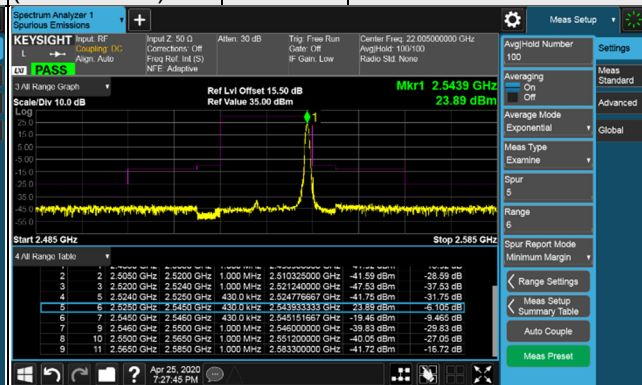 Spectrum Analyzer 1
Spurious Emissions
Meas Setup
KEYSIGHT Input: RF
Coupling: DC
Align: Auto
Input Z: 50 Ω
Corrections: Off
Freq Ref: Int (S)
NFE: Adaptive
Atten: 30 dB
Trig: Free Run
Gate: Off
IF Gain: Low
Center Freq: 22.005000000 GHz
Avg|Hold: 100/100
Radio Std: None
L
LXI PASS
3 All Range Graph
Ref Lvl Offset 15.50 dB
Mkr1 2.5439 GHz
Scale/Div 10.0 dB
Ref Value 35.00 dBm
23.89 dBm
Log
1
25.0
15.0
5.00
-5.00
-15.0
-25.0
-35.0
-45.0
-55.0
Start 2.485 GHz
Stop 2.585 GHz
4 All Range Table
2 2 2.5050 GHz 2.5200 GHz 1.000 MHz 2.510325000 GHz -41.59 dBm -28.59 dB
3 3 2.5200 GHz 2.5240 GHz 1.000 MHz 2.521240000 GHz -47.53 dBm -37.53 dB
4 5 2.5240 GHz 2.5250 GHz 430.0 kHz 2.524776667 GHz -41.75 dBm -31.75 dB
5 6 2.5250 GHz 2.5450 GHz 430.0 kHz 2.543933333 GHz 23.89 dBm -6.105 dB
6 7 2.5450 GHz 2.5460 GHz 430.0 kHz 2.545151667 GHz -19.46 dBm -9.465 dB
7 9 2.5460 GHz 2.5500 GHz 1.000 MHz 2.546000000 GHz -39.83 dBm -29.83 dB
8 10 2.5500 GHz 2.5650 GHz 1.000 MHz 2.551200000 GHz -40.05 dBm -27.05 dB
9 11 2.5650 GHz 2.5850 GHz 1.000 MHz 2.583300000 GHz -41.72 dBm -16.72 dB
Apr 25, 2020
7:27:45 PM
Avg|Hold Number
100
Averaging
On
Off
Average Mode
Exponential
Meas Type
Examine
Spur
5
Range
6
Spur Report Mode
Minimum Margin
Range Settings
Meas Setup
Summary Table
Auto Couple
Meas Preset
Settings
Meas
Standard
Advanced
Global